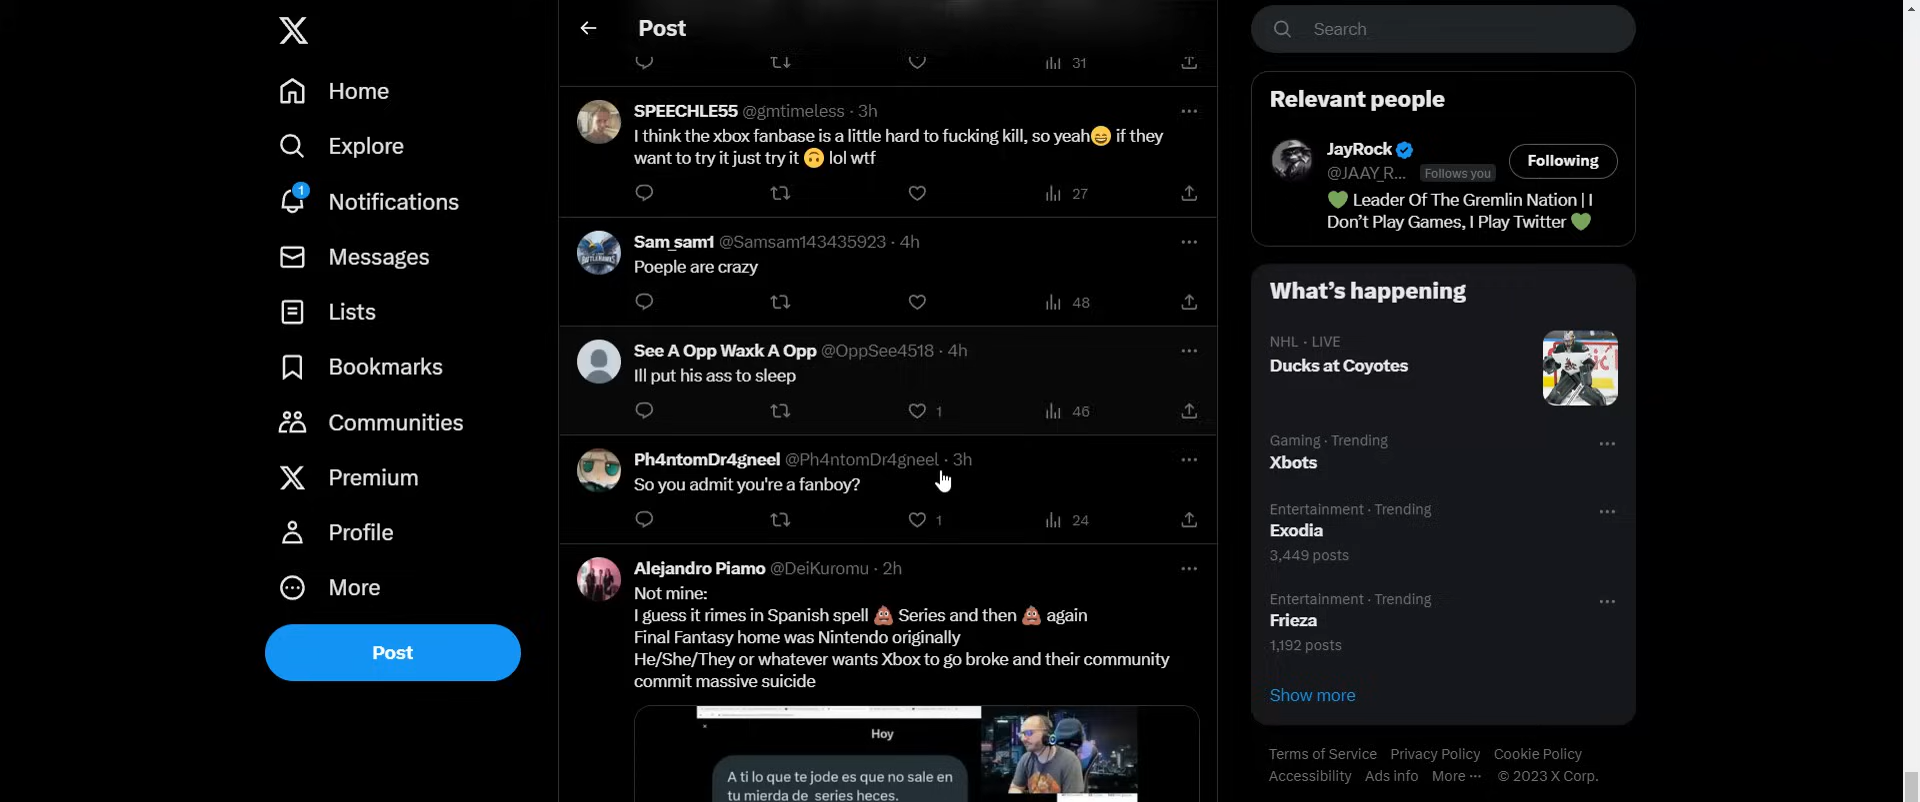 X
Home
Explore
1
Notifications
Messages
Lists
Bookmarks
Communities
Premium
Profile
More
Post
Post
31
SPEECHLE55 @gmtimeless · 3h
I think the xbox fanbase is a little hard to fucking kill, so yeah😄 if they
want to try it just try it 🙃 lol wtf
27
Sam_sam1 @Samsam143435923 · 4h
Poeple are crazy
48
See A Opp Waxk A Opp @OppSee4518 · 4h
Ill put his ass to sleep
1
46
Ph4ntomDr4gneel @Ph4ntomDr4gneel · 3h
So you admit you're a fanboy?
1
24
Alejandro Piamo @DeiKuromu · 2h
Not mine:
I guess it rimes in Spanish spell 💩 Series and then 💩 again
Final Fantasy home was Nintendo originally
He/She/They or whatever wants Xbox to go broke and their community
commit massive suicide
Hoy
A ti lo que te jode es que no sale en
tu mierda de series heces.
Search
Relevant people
JayRock
@JAAY_R... Follows you
Following
💚 Leader Of The Gremlin Nation | I
Don't Play Games, I Play Twitter 💚
What's happening
NHL · LIVE
Ducks at Coyotes
Gaming · Trending
Xbots
Entertainment · Trending
Exodia
3,449 posts
Entertainment · Trending
Frieza
1,192 posts
Show more
Terms of Service Privacy Policy Cookie Policy
Accessibility Ads info More ··· © 2023 X Corp.